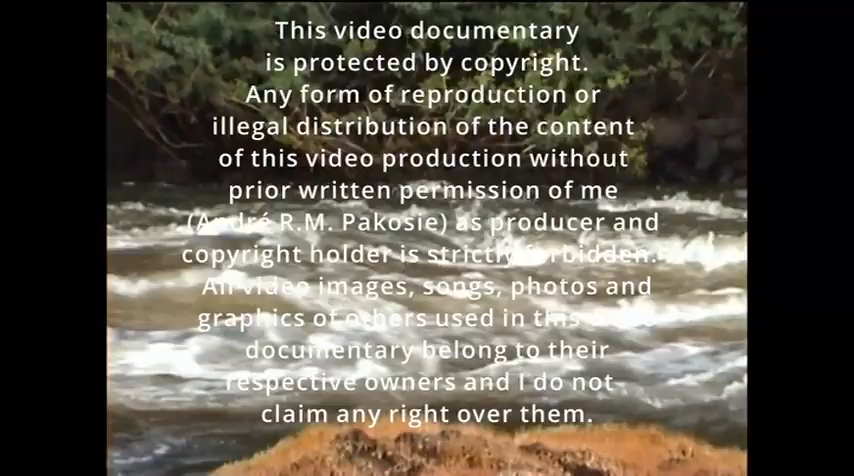 This video documentary
is protected by copyright.
Any form of reproduction or
illegal distribution of the content
of this video production without
prior written permission of me
(André R.M. Pakosie) as producer and
copyright holder is strictly forbidden.
All video images, songs, photos and
graphics of others used in this
documentary belong to their
respective owners and I do not
claim any right over them.